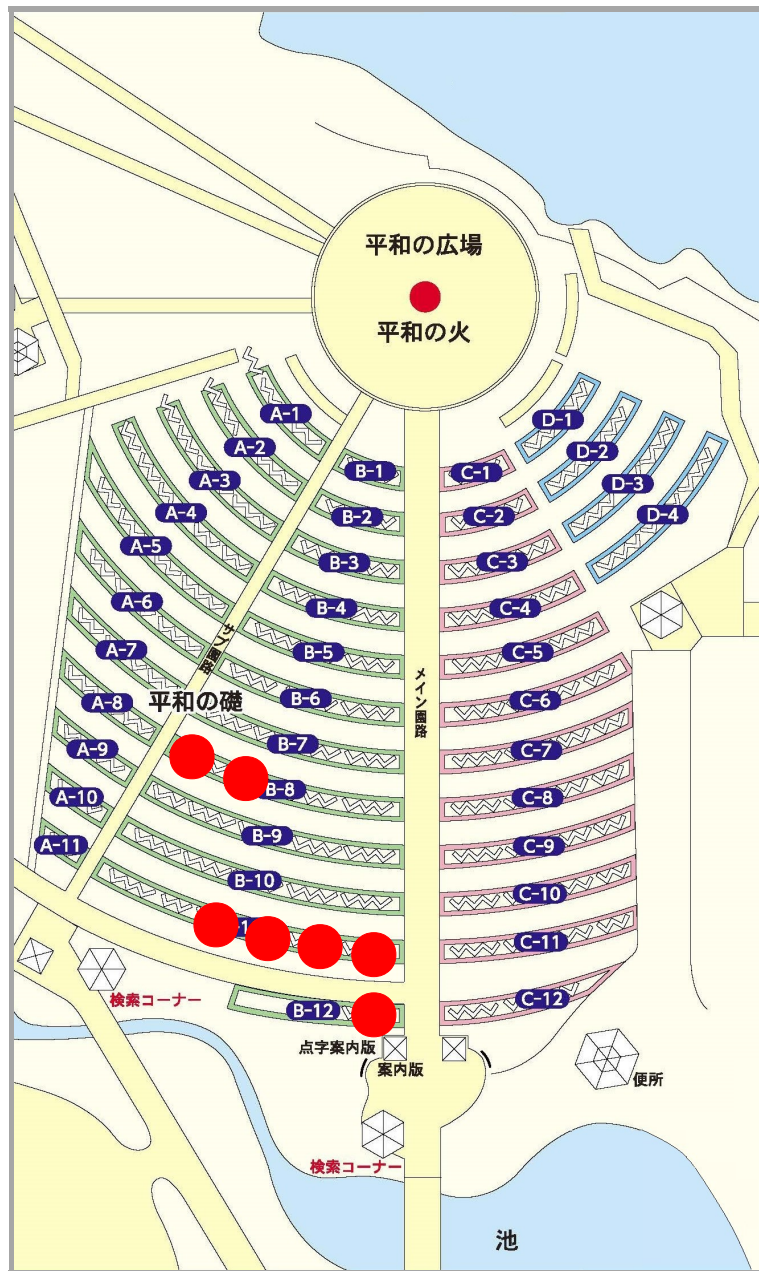 平和の広場
平和の火
A-1
A-2
A-3
A-4
A-5
A-6
A-7
A-8
A-9
A-10
A-11
B-1
B-2
B-3
B-4
B-5
B-6
B-7
B-8
B-9
B-10
B-12
C-1
C-2
C-3
C-4
C-5
C-6
C-7
C-8
C-9
C-10
C-11
C-12
D-1
D-2
D-3
D-4
サブ園路
メイン園路
平和の礎
検索コーナー
点字案内版
案内版
便所
検索コーナー
池